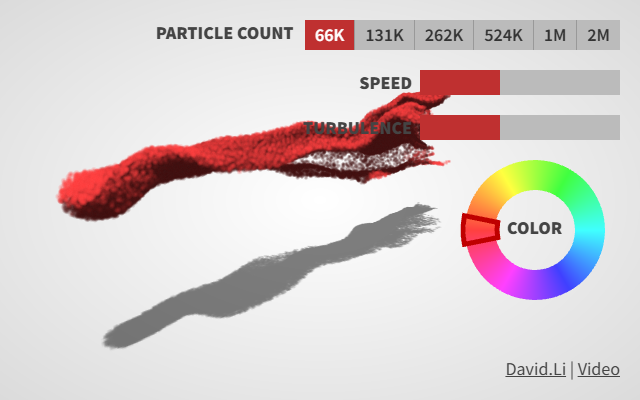 PARTICLE COUNT 66K 131K 262K 524K 1M 2M
SPEED
TURBULENCE
COLOR
David.Li | Video